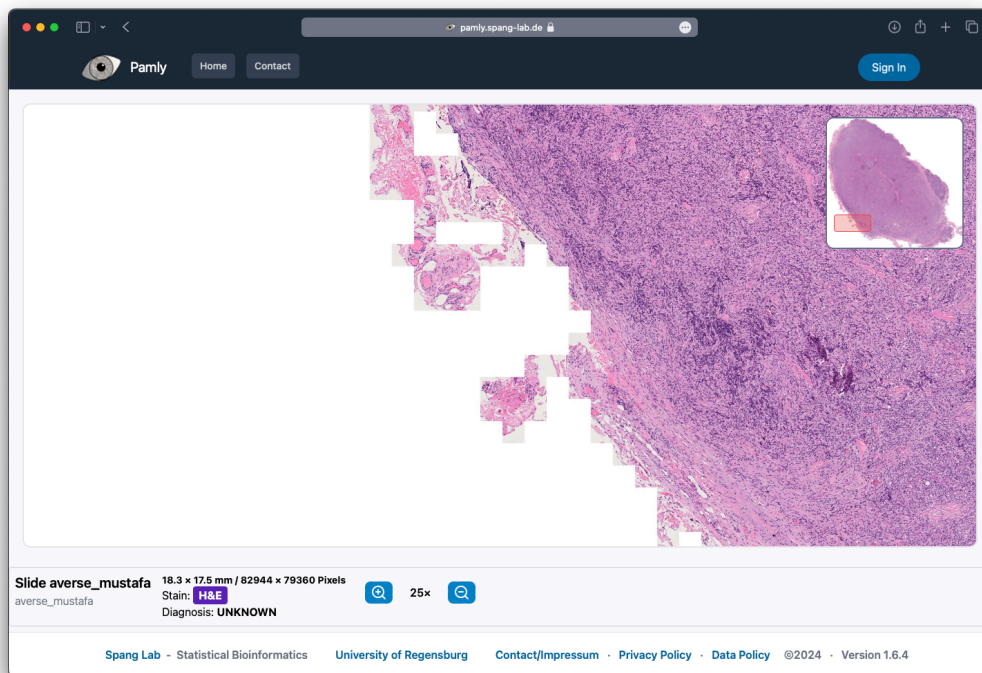 pamly.spang-lab.de
Pamly
Home
Contact
Sign In
Slide averse_mustafa
averse_mustafa
18.3 × 17.5 mm / 82944 × 79360 Pixels
Stain: H&E
Diagnosis: UNKNOWN
25×
Spang Lab - Statistical Bioinformatics University of Regensburg Contact/Impressum · Privacy Policy · Data Policy ©2024 · Version 1.6.4